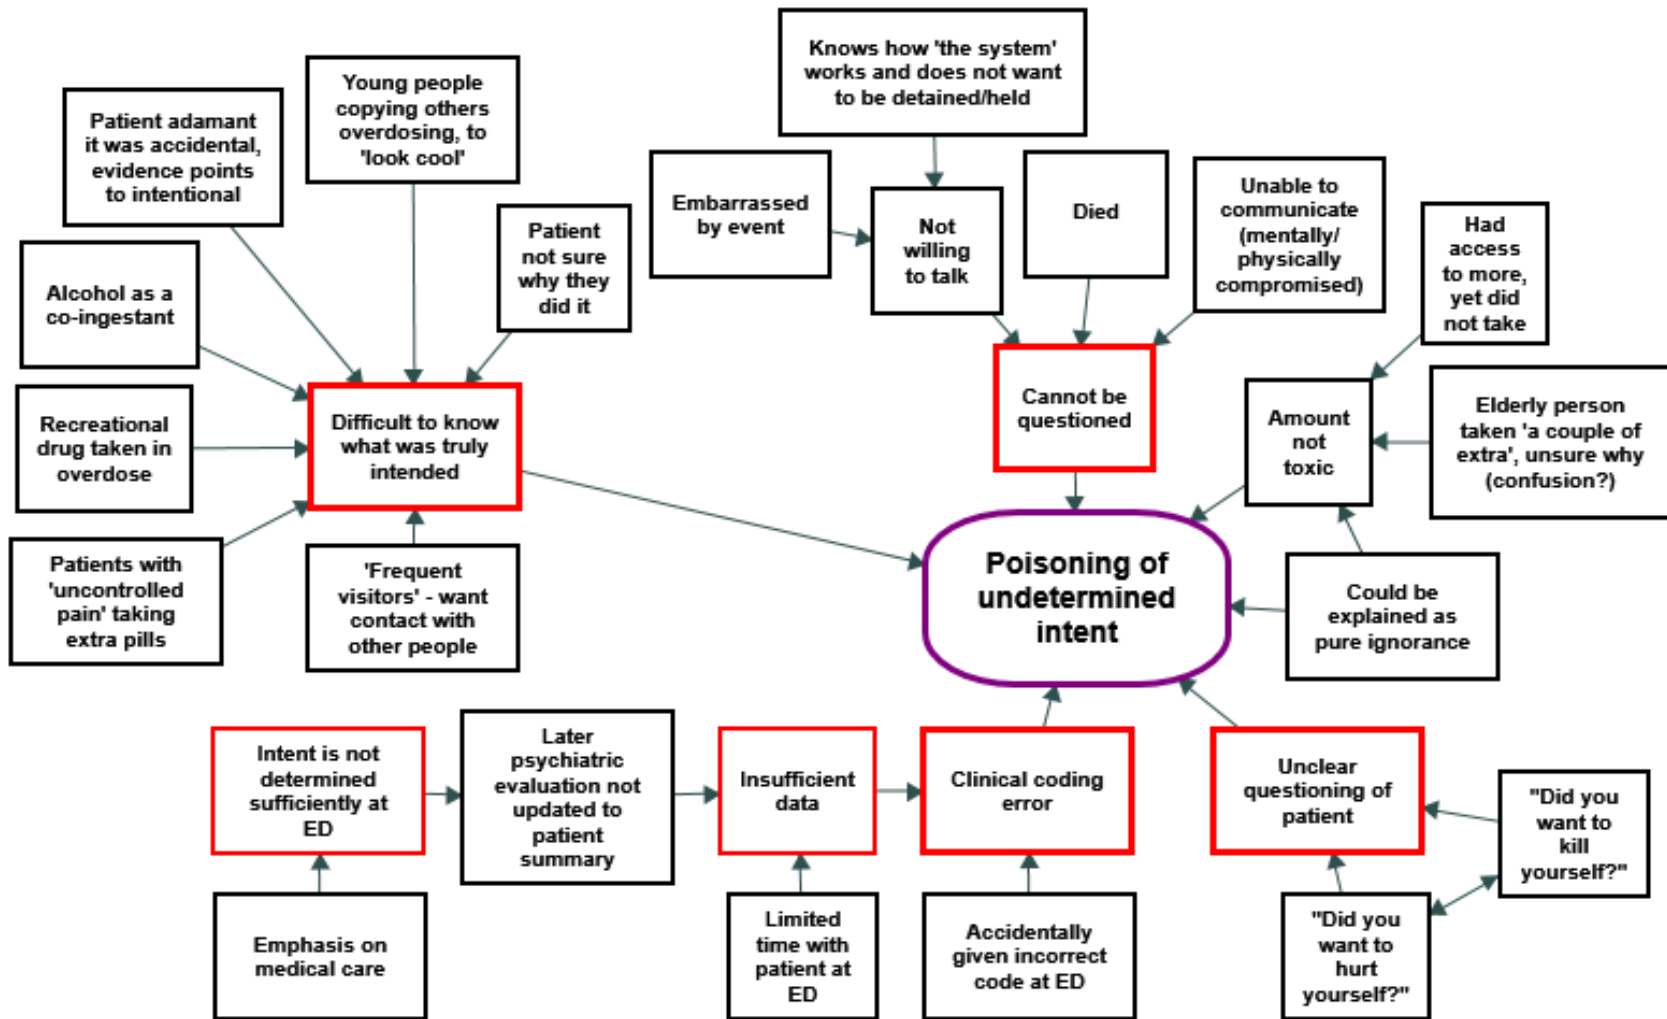 Knows how 'the system'
works and does not want
to be detained/held
Young people
copying others
overdosing, to
'look cool'
Patient adamant
it was accidental,
evidence points
to intentional
Embarrassed
by event
Not
willing
to talk
Died
Unable to
communicate
(mentally/
physically
compromised)
Had
access
to more,
yet did
not take
Patient
not sure
why they
did it
Alcohol as a
co-ingestant
Recreational
drug taken in
overdose
Difficult to know
what was truly
intended
Cannot be
questioned
Amount
not
toxic
Elderly person
taken 'a couple of
extra', unsure why
(confusion?)
Patients with
'uncontrolled
pain' taking
extra pills
'Frequent
visitors' - want
contact with
other people
Poisoning of
undetermined
intent
Could be
explained as
pure ignorance
Intent is not
determined
sufficiently at
ED
Later
psychiatric
evaluation not
updated to
patient
summary
Insufficient
data
Clinical coding
error
Unclear
questioning of
patient
"Did you
want to
kill
yourself?"
Emphasis on
medical care
Limited
time with
patient at
ED
Accidentally
given incorrect
code at ED
"Did you
want to
hurt
yourself?"